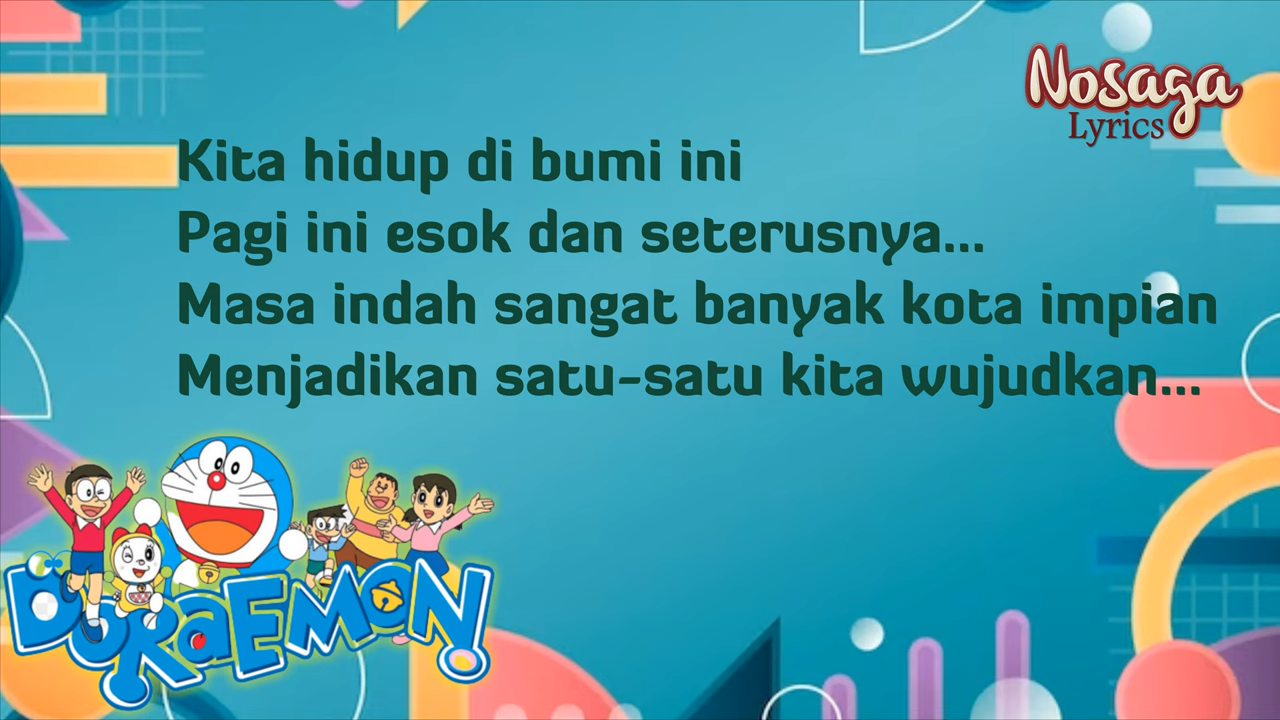 Nosaga
Lyrics
Kita hidup di bumi ini
Pagi ini esok dan seterusnya...
Masa indah sangat banyak kota impian
Menjadikan satu-satu kita wujudkan...
DORAEMON